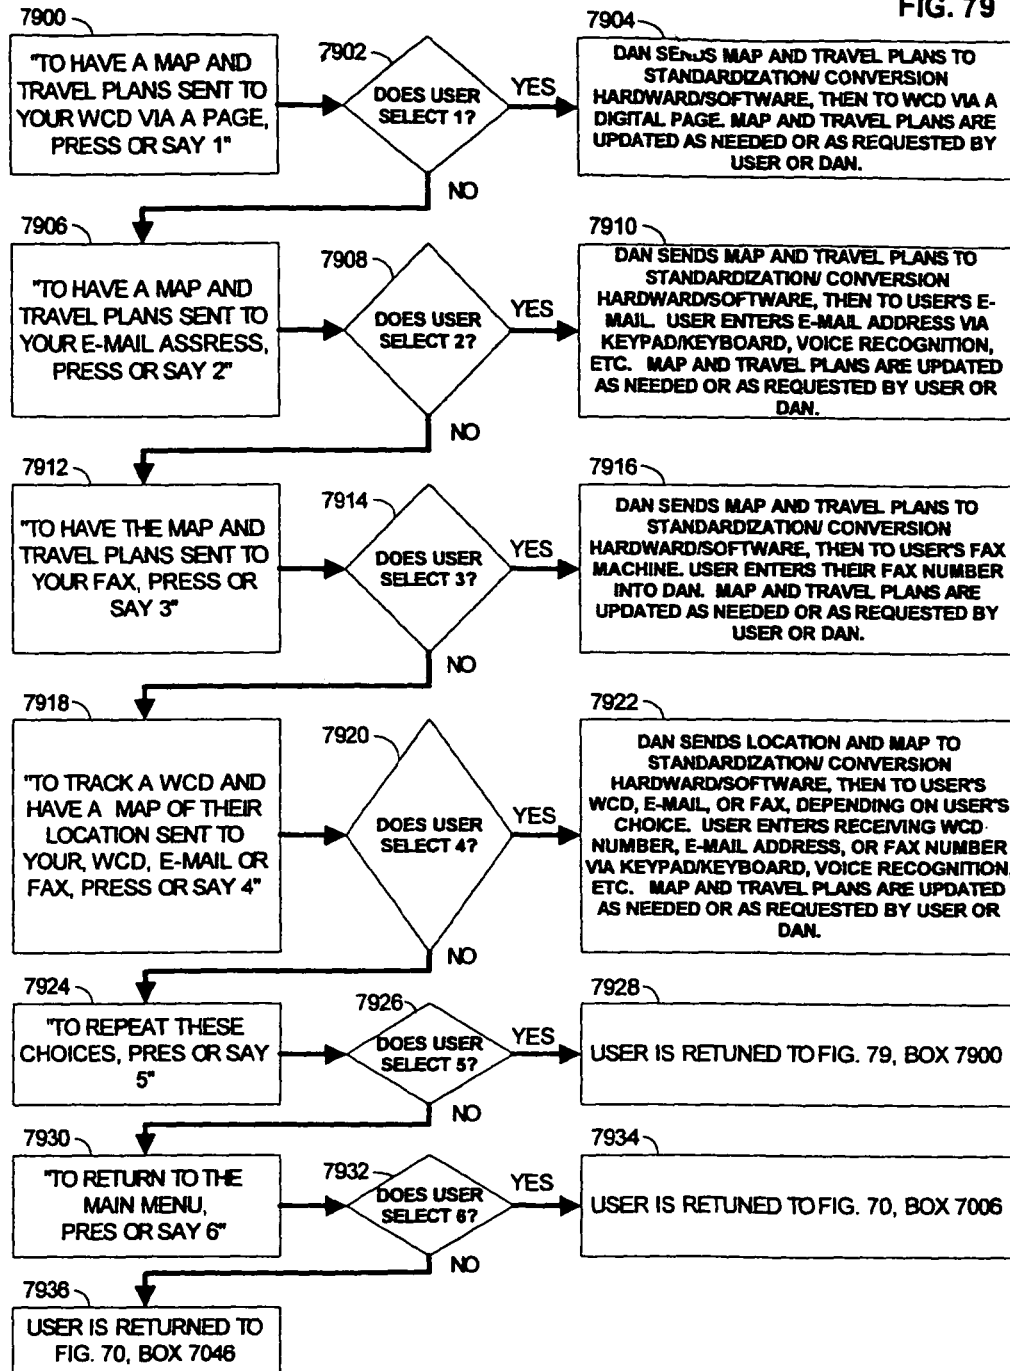 FIG. 79
7900
"TO HAVE A MAP AND
TRAVEL PLANS SENT TO
YOUR WCD VIA A PAGE,
PRESS OR SAY 1"
7902
DOES USER
SELECT 1?
YES
NO
7904
DAN SENDS MAP AND TRAVEL PLANS TO
STANDARDIZATION/ CONVERSION
HARDWARD/SOFTWARE, THEN TO WCD VIA A
DIGITAL PAGE. MAP AND TRAVEL PLANS ARE
UPDATED AS NEEDED OR AS REQUESTED BY
USER OR DAN.
7906
"TO HAVE A MAP AND
TRAVEL PLANS SENT TO
YOUR E-MAIL ASSRESS,
PRESS OR SAY 2"
7908
DOES USER
SELECT 2?
YES
NO
7910
DAN SENDS MAP AND TRAVEL PLANS TO
STANDARDIZATION/ CONVERSION
HARDWARD/SOFTWARE, THEN TO USER'S E-
MAIL. USER ENTERS E-MAIL ADDRESS VIA
KEYPAD/KEYBOARD, VOICE RECOGNITION,
ETC. MAP AND TRAVEL PLANS ARE UPDATED
AS NEEDED OR AS REQUESTED BY USER OR
DAN.
7912
"TO HAVE THE MAP AND
TRAVEL PLANS SENT TO
YOUR FAX, PRESS OR
SAY 3"
7914
DOES USER
SELECT 3?
YES
NO
7916
DAN SENDS MAP AND TRAVEL PLANS TO
STANDARDIZATION/ CONVERSION
HARDWARD/SOFTWARE, THEN TO USER'S FAX
MACHINE. USER ENTERS THEIR FAX NUMBER
INTO DAN. MAP AND TRAVEL PLANS ARE
UPDATED AS NEEDED OR AS REQUESTED BY
USER OR DAN.
7918
"TO TRACK A WCD AND
HAVE A MAP OF THEIR
LOCATION SENT TO
YOUR, WCD, E-MAIL OR
FAX, PRESS OR SAY 4"
7920
DOES USER
SELECT 4?
YES
NO
7922
DAN SENDS LOCATION AND MAP TO
STANDARDIZATION/ CONVERSION
HARDWARD/SOFTWARE, THEN TO USER'S
WCD, E-MAIL, OR FAX, DEPENDING ON USER'S
CHOICE. USER ENTERS RECEIVING WCD
NUMBER, E-MAIL ADDRESS, OR FAX NUMBER
VIA KEYPAD/KEYBOARD, VOICE RECOGNITION,
ETC. MAP AND TRAVEL PLANS ARE UPDATED
AS NEEDED OR AS REQUESTED BY USER OR
DAN.
7924
"TO REPEAT THESE
CHOICES, PRES OR SAY
5"
7926
DOES USER
SELECT 5?
YES
NO
7928
USER IS RETUNED TO FIG. 79, BOX 7900
7930
"TO RETURN TO THE
MAIN MENU,
PRES OR SAY 6"
7932
DOES USER
SELECT 6?
YES
NO
7934
USER IS RETUNED TO FIG. 70, BOX 7006
7936
USER IS RETURNED TO
FIG. 70, BOX 7046